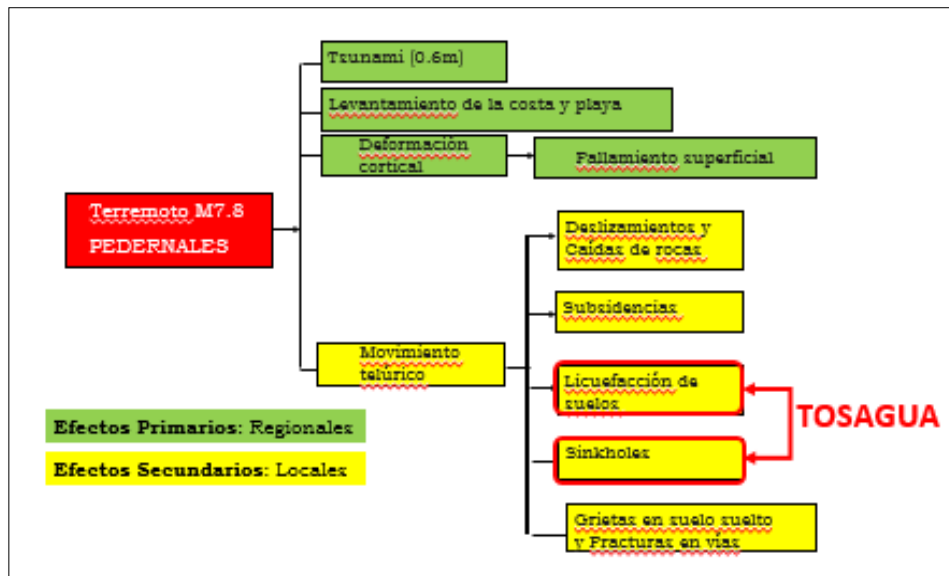 Tsunami (0.6m)
Levantamiento de la costa y playa
Deformación
cortical
Fallamiento superficial
Terremoto M7.8
PEDERNALES
Deslizamientos y
Caídas de rocas
Subsidencias
Movimiento
telúrico
Licuefacción de
suelos
TOSAGUA
Efectos Primarios: Regionales
Efectos Secundarios: Locales
Sinkholes
Grietas en suelo suelto
y Fracturas en vías